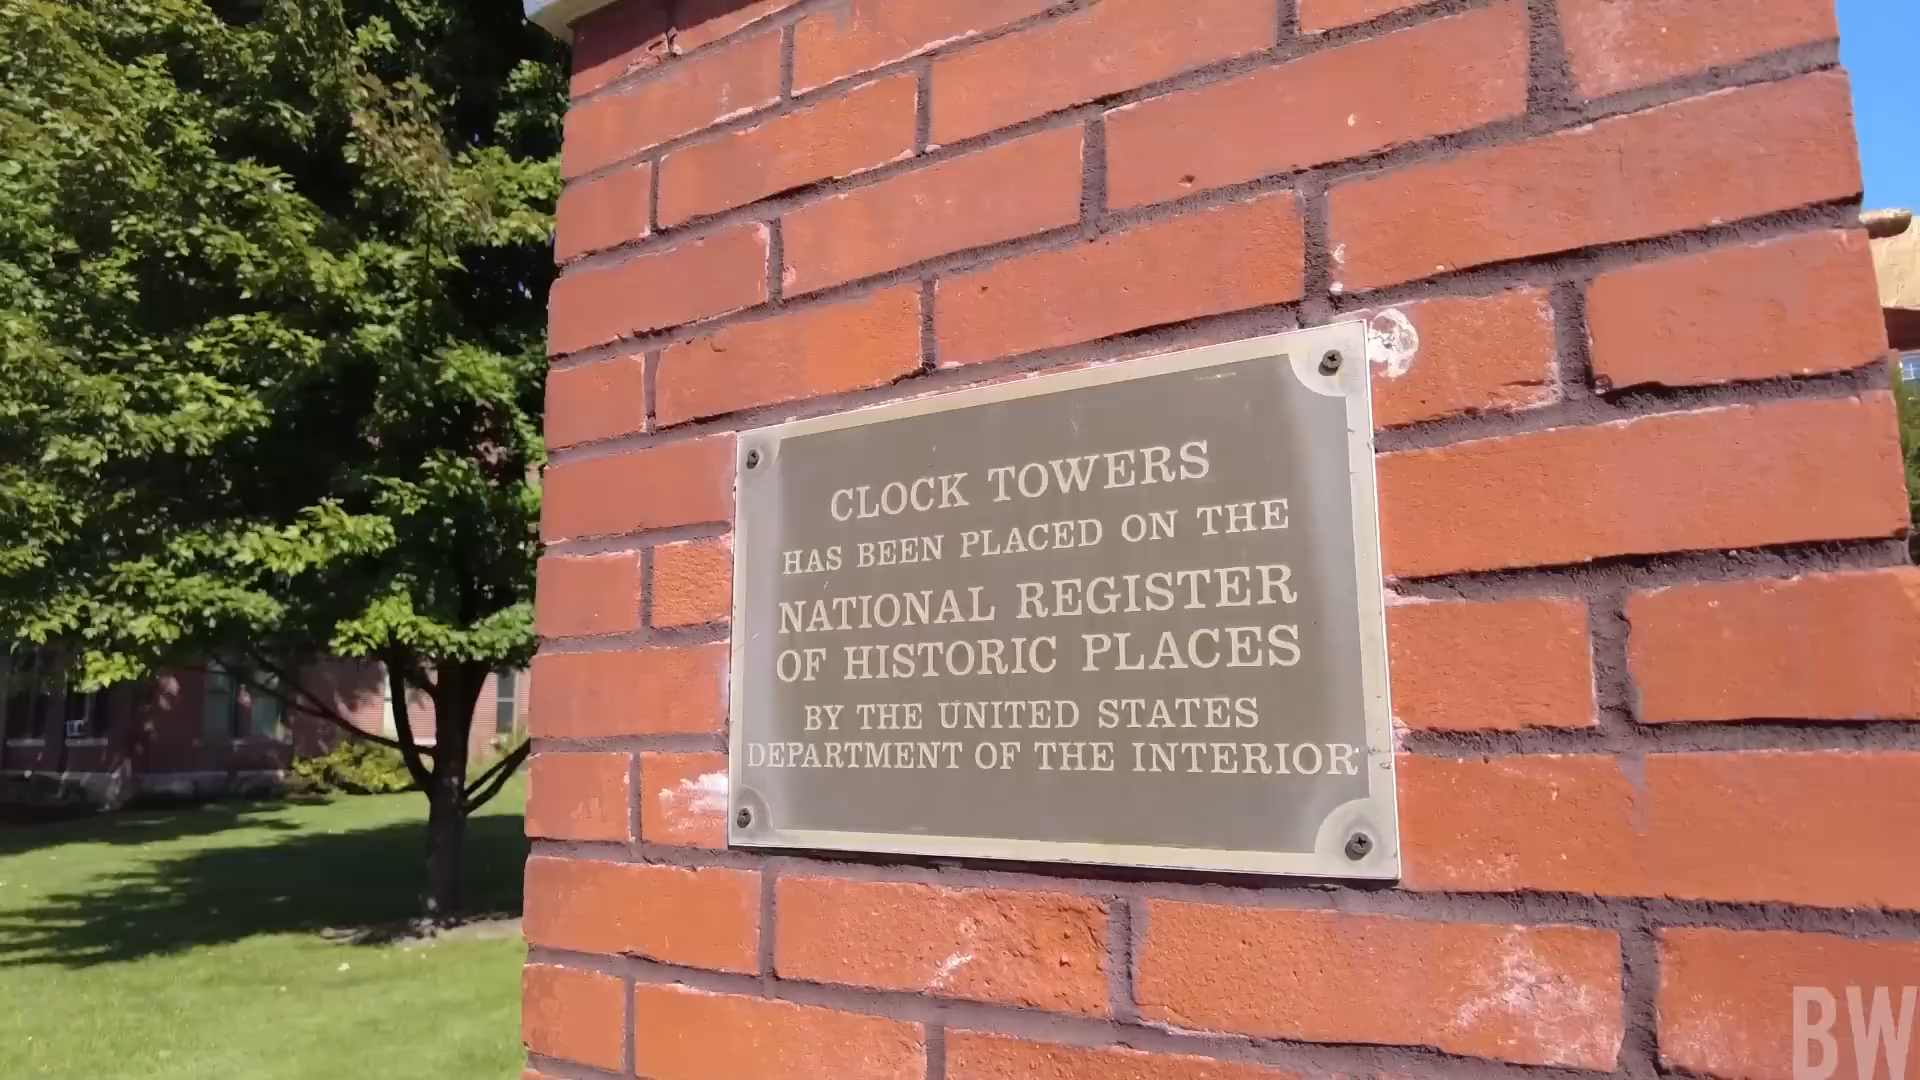 CLOCK TOWERS
HAS BEEN PLACED ON THE
NATIONAL REGISTER
OF HISTORIC PLACES
BY THE UNITED STATES
DEPARTMENT OF THE INTERIOR
BW